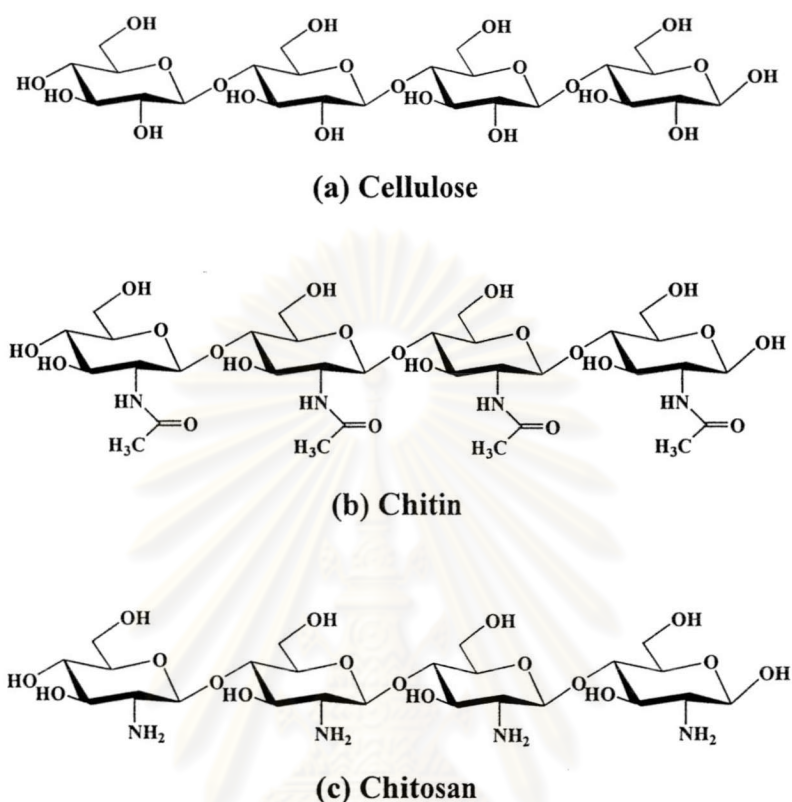 OH OH OH OH
O O O O OH
HO O O O
HO HO HO HO
OH OH OH OH
(a) Cellulose
OH OH OH OH
O O O O OH
HO O O O
HO HO HO HO
HN HN HN HN
O O O O
H₃C H₃C H₃C H₃C
(b) Chitin
OH OH OH OH
O O O O OH
HO O O O
HO HO HO HO
NH₂ NH₂ NH₂ NH₂
(c) Chitosan